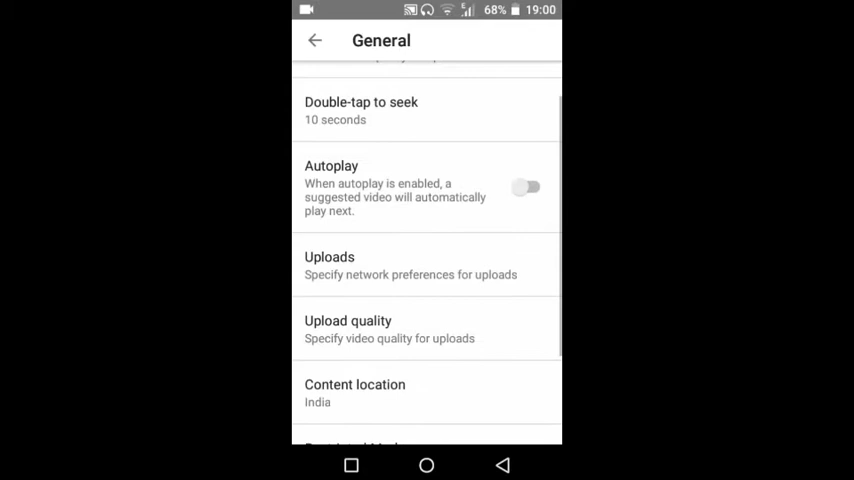 68% 19:00
General
Double-tap to seek
10 seconds
Autoplay
When autoplay is enabled, a
suggested video will automatically
play next.
Uploads
Specify network preferences for uploads
Upload quality
Specify video quality for uploads
Content location
India